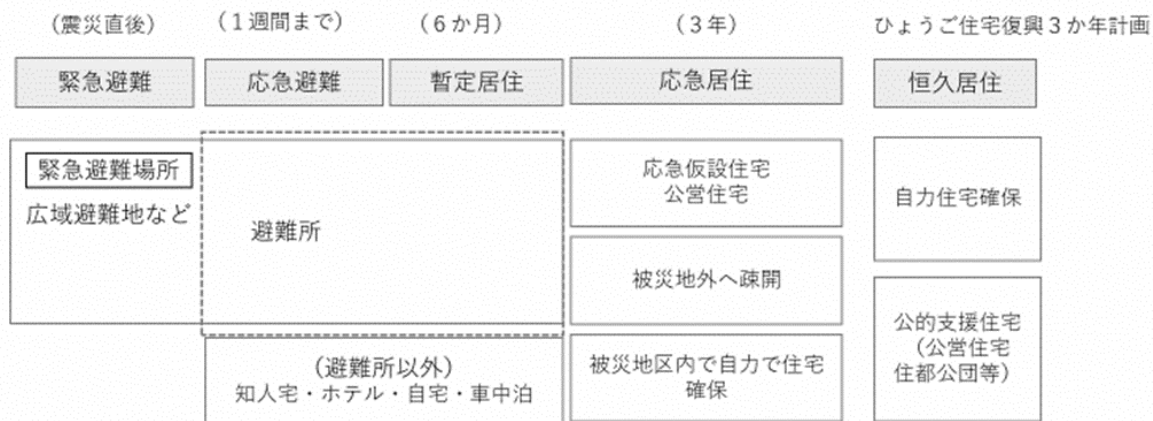 （震災直後）
（１週間まで）
（６か月）
（３年）
ひょうご住宅復興３か年計画
緊急避難
応急避難
暫定居住
応急居住
恒久居住
緊急避難場所
広域避難地など
避難所
（避難所以外）
知人宅・ホテル・自宅・車中泊
応急仮設住宅
公営住宅
被災地外へ疎開
被災地区内で自力で住宅
確保
自力住宅確保
公的支援住宅
（公営住宅
住都公団等）